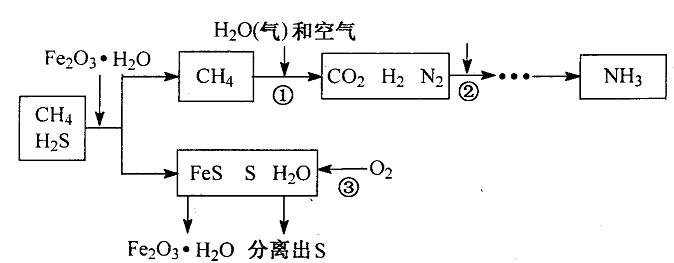 H₂O(气)和空气
Fe₂O₃•H₂O
CH₄
CO₂ H₂ N₂
•••
NH₃
①
②
CH₄
H₂S
FeS S H₂O
O₂
③
Fe₂O₃•H₂O 分离出S